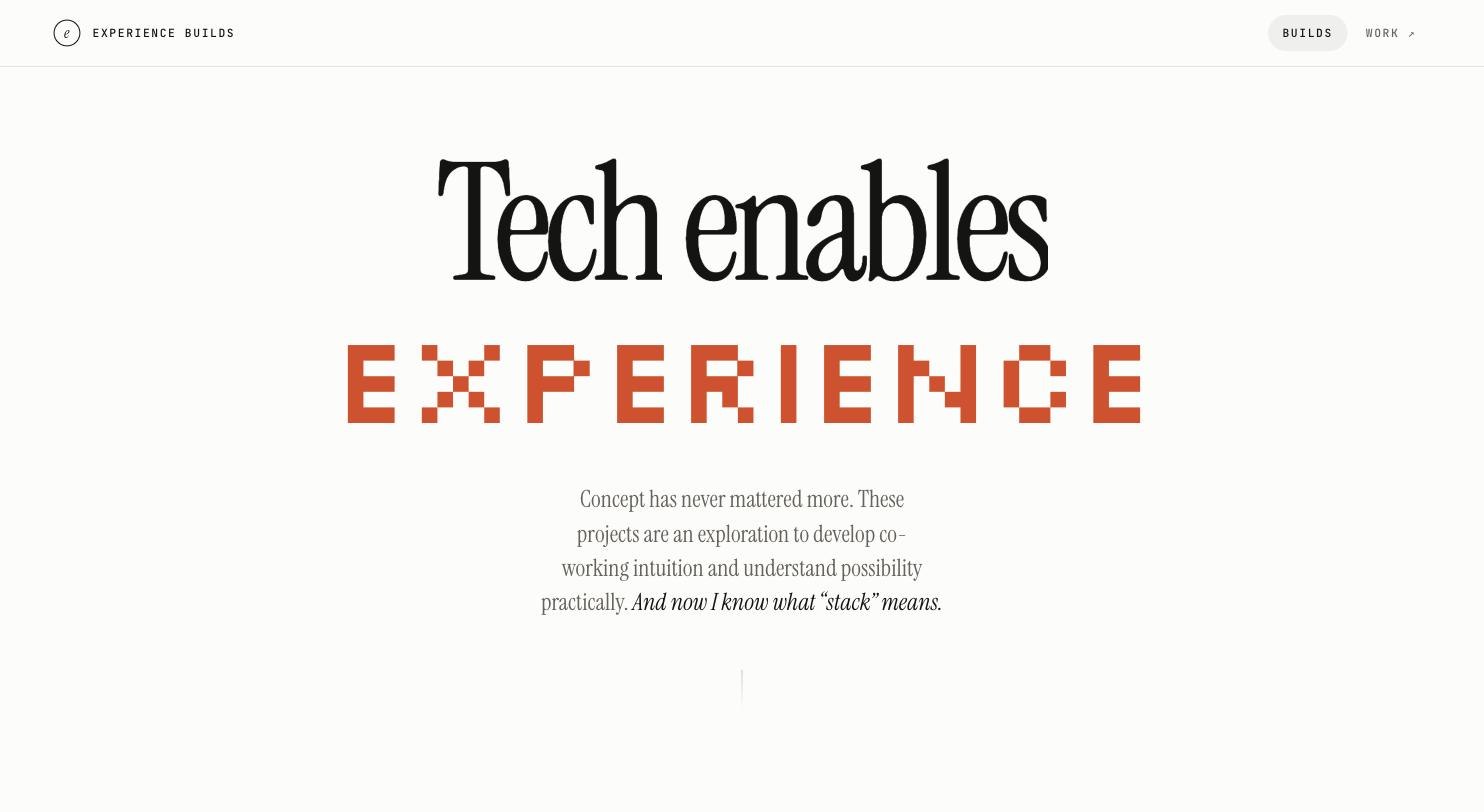 e EXPERIENCE BUILDS
BUILDS
WORK ↗
Tech enables
EXPERIENCE
Concept has never mattered more. These
projects are an exploration to develop co-
working intuition and understand possibility
practically. And now I know what “stack” means.